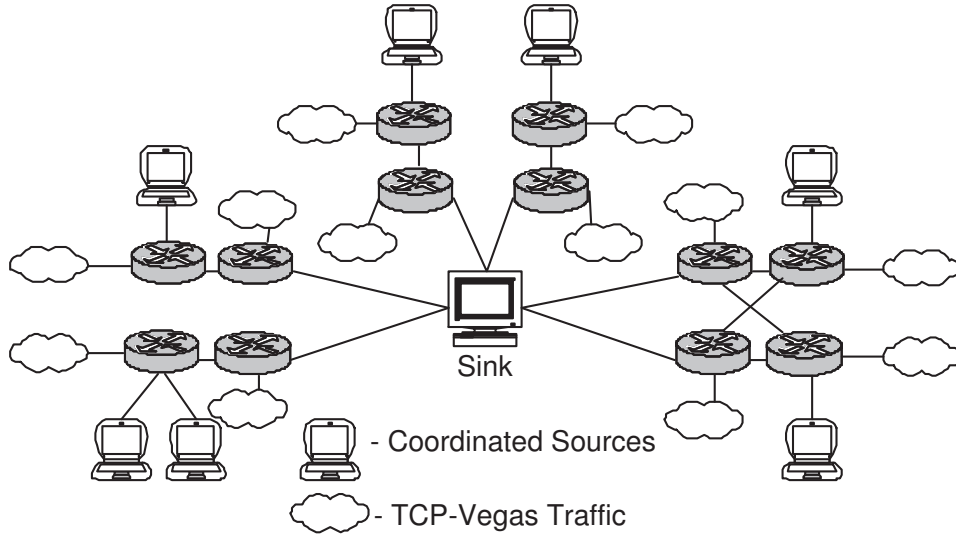 Sink
- Coordinated Sources
- TCP-Vegas Traffic